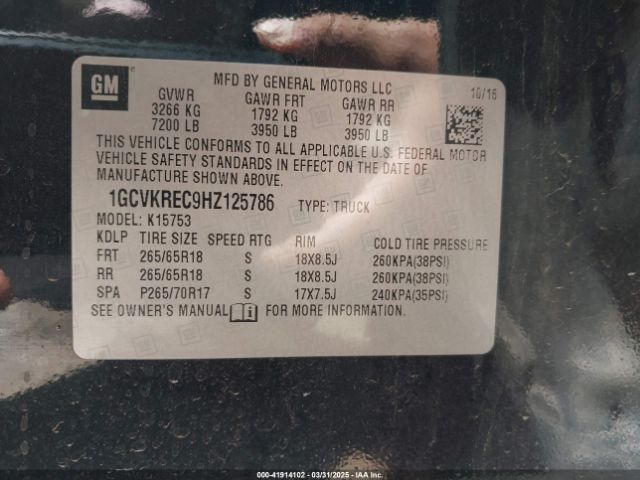 GM
MFD BY GENERAL MOTORS LLC
10/16
GVWR GAWR FRT GAWR RR
3266 KG 1792 KG 1792 KG
7200 LB 3950 LB 3950 LB
THIS VEHICLE CONFORMS TO ALL APPLICABLE U.S. FEDERAL MOTOR
VEHICLE SAFETY STANDARDS IN EFFECT ON THE DATE OF
MANUFACTURE SHOWN ABOVE.
1GCVKREC9HZ125786 TYPE: TRUCK
MODEL: K15753
KDLP TIRE SIZE SPEED RTG RIM COLD TIRE PRESSURE
FRT 265/65R18 S 18X8.5J 260KPA(38PSI)
RR 265/65R18 S 18X8.5J 260KPA(38PSI)
SPA P265/70R17 S 17X7.5J 240KPA(35PSI)
SEE OWNER'S MANUAL FOR MORE INFORMATION.
000-41914102 - 03/31/2025 - IAAI.com